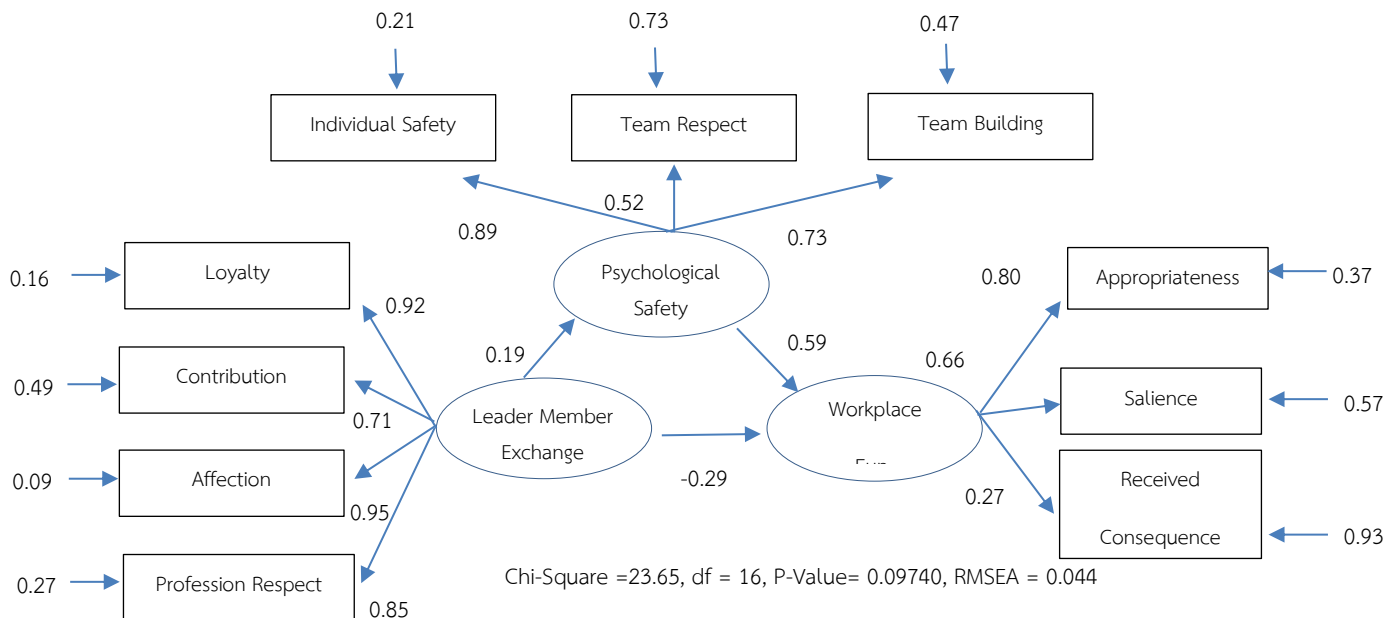 0.21
0.73
0.47
Individual Safety
Team Respect
Team Building
0.52
0.89
0.73
Psychological
Safety
0.16
Loyalty
0.92
0.80
Appropriateness
0.37
0.19
0.59
0.66
0.49
Contribution
0.71
Leader Member
Exchange
Workplace
Salience
0.57
-0.29
0.09
Affection
0.95
0.27
Received
Consequence
0.93
0.27
Profession Respect
0.85
Chi-Square =23.65, df = 16, P-Value= 0.09740, RMSEA = 0.044